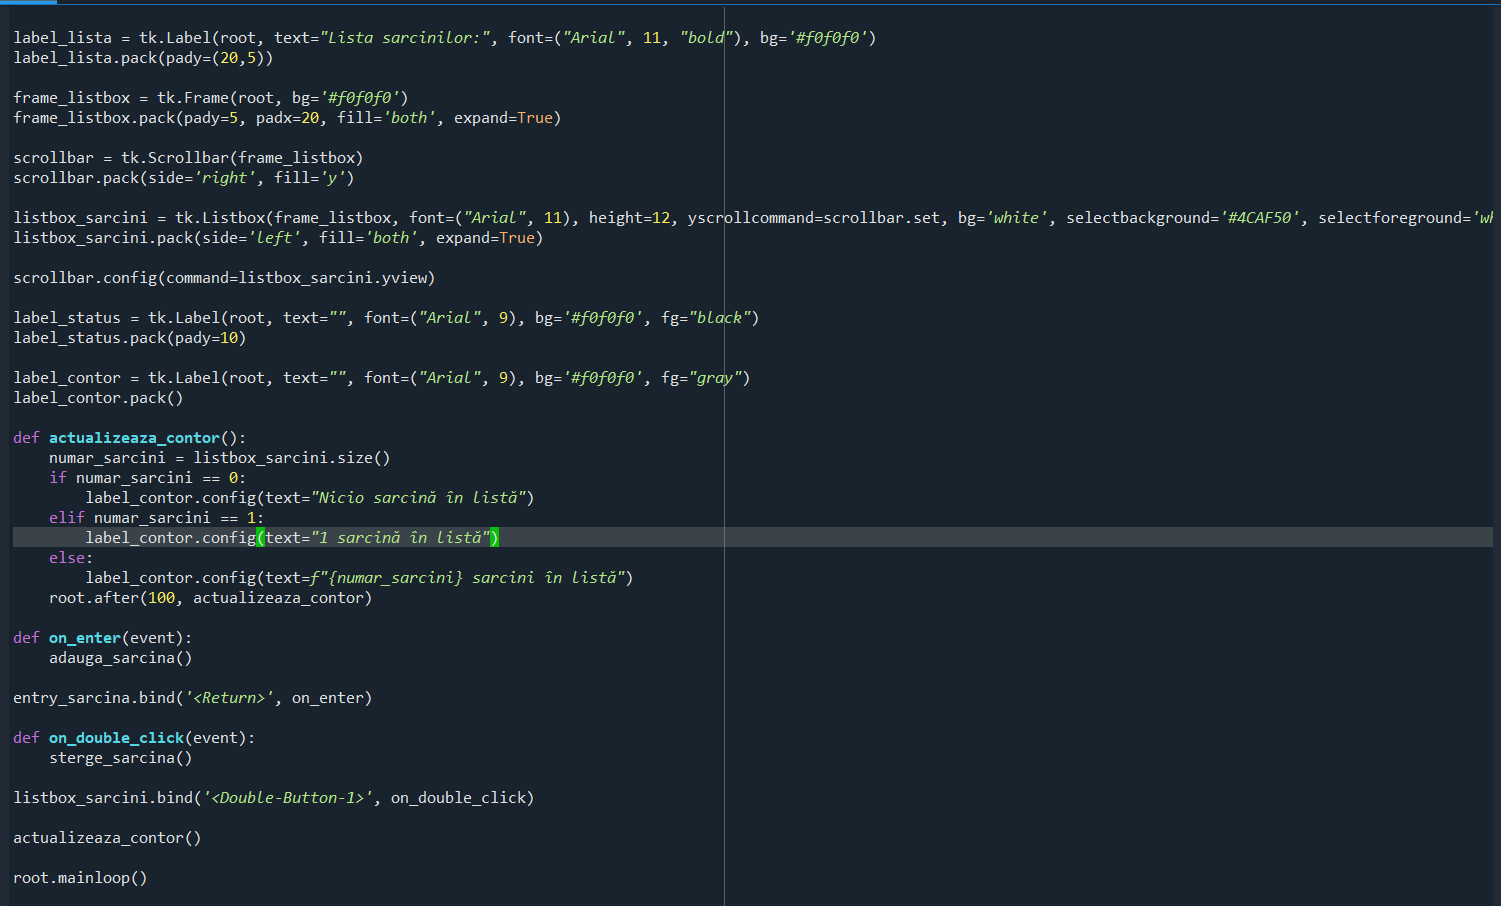 label_lista = tk.Label(root, text="Lista sarcinilor:", font=("Arial", 11, "bold"), bg='#f0f0f0')
label_lista.pack(pady=(20,5))
frame_listbox = tk.Frame(root, bg='#f0f0f0')
frame_listbox.pack(pady=5, padx=20, fill='both', expand=True)
scrollbar = tk.Scrollbar(frame_listbox)
scrollbar.pack(side='right', fill='y')
listbox_sarcini = tk.Listbox(frame_listbox, font=("Arial", 11), height=12, yscrollcommand=scrollbar.set, bg='white', selectbackground='#4CAF50', selectforeground=
listbox_sarcini.pack(side='left', fill='both', expand=True)
scrollbar.config(command=listbox_sarcini.yview)
label_status = tk.Label(root, text="", font=("Arial", 9), bg='#f0f0f0', fg="black")
label_status.pack(pady=10)
label_contor = tk.Label(root, text="", font=("Arial", 9), bg='#f0f0f0', fg="gray")
label_contor.pack()
def actualizeaza_contor():
    numar_sarcini = listbox_sarcini.size()
    if numar_sarcini == 0:
        label_contor.config(text="Nicio sarcină în listă")
    elif numar_sarcini == 1:
        label_contor.config(text="1 sarcină în listă")
    else:
        label_contor.config(text=f"{numar_sarcini} sarcini în listă")
    root.after(100, actualizeaza_contor)
def on_enter(event):
    adauga_sarcina()
entry_sarcina.bind('<Return>', on_enter)
def on_double_click(event):
    sterge_sarcina()
listbox_sarcini.bind('<Double-Button-1>', on_double_click)
actualizeaza_contor()
root.mainloop()